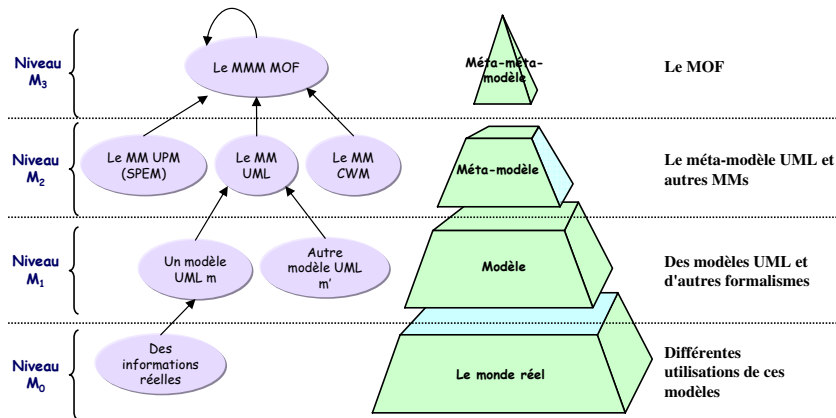 Niveau
M3
Le MMM MOF
Méta-méta-
modèle
Le MOF
Niveau
M2
Le MM UPM
(SPEM)
Le MM
UML
Le MM
CWM
Méta-modèle
Le méta-modèle UML et
autres MMs
Niveau
M1
Un modèle
UML m
Autre
modèle UML
m'
Modèle
Des modèles UML et
d'autres formalismes
Niveau
M0
Des
informations
réelles
Le monde réel
Différentes
utilisations de ces
modèles